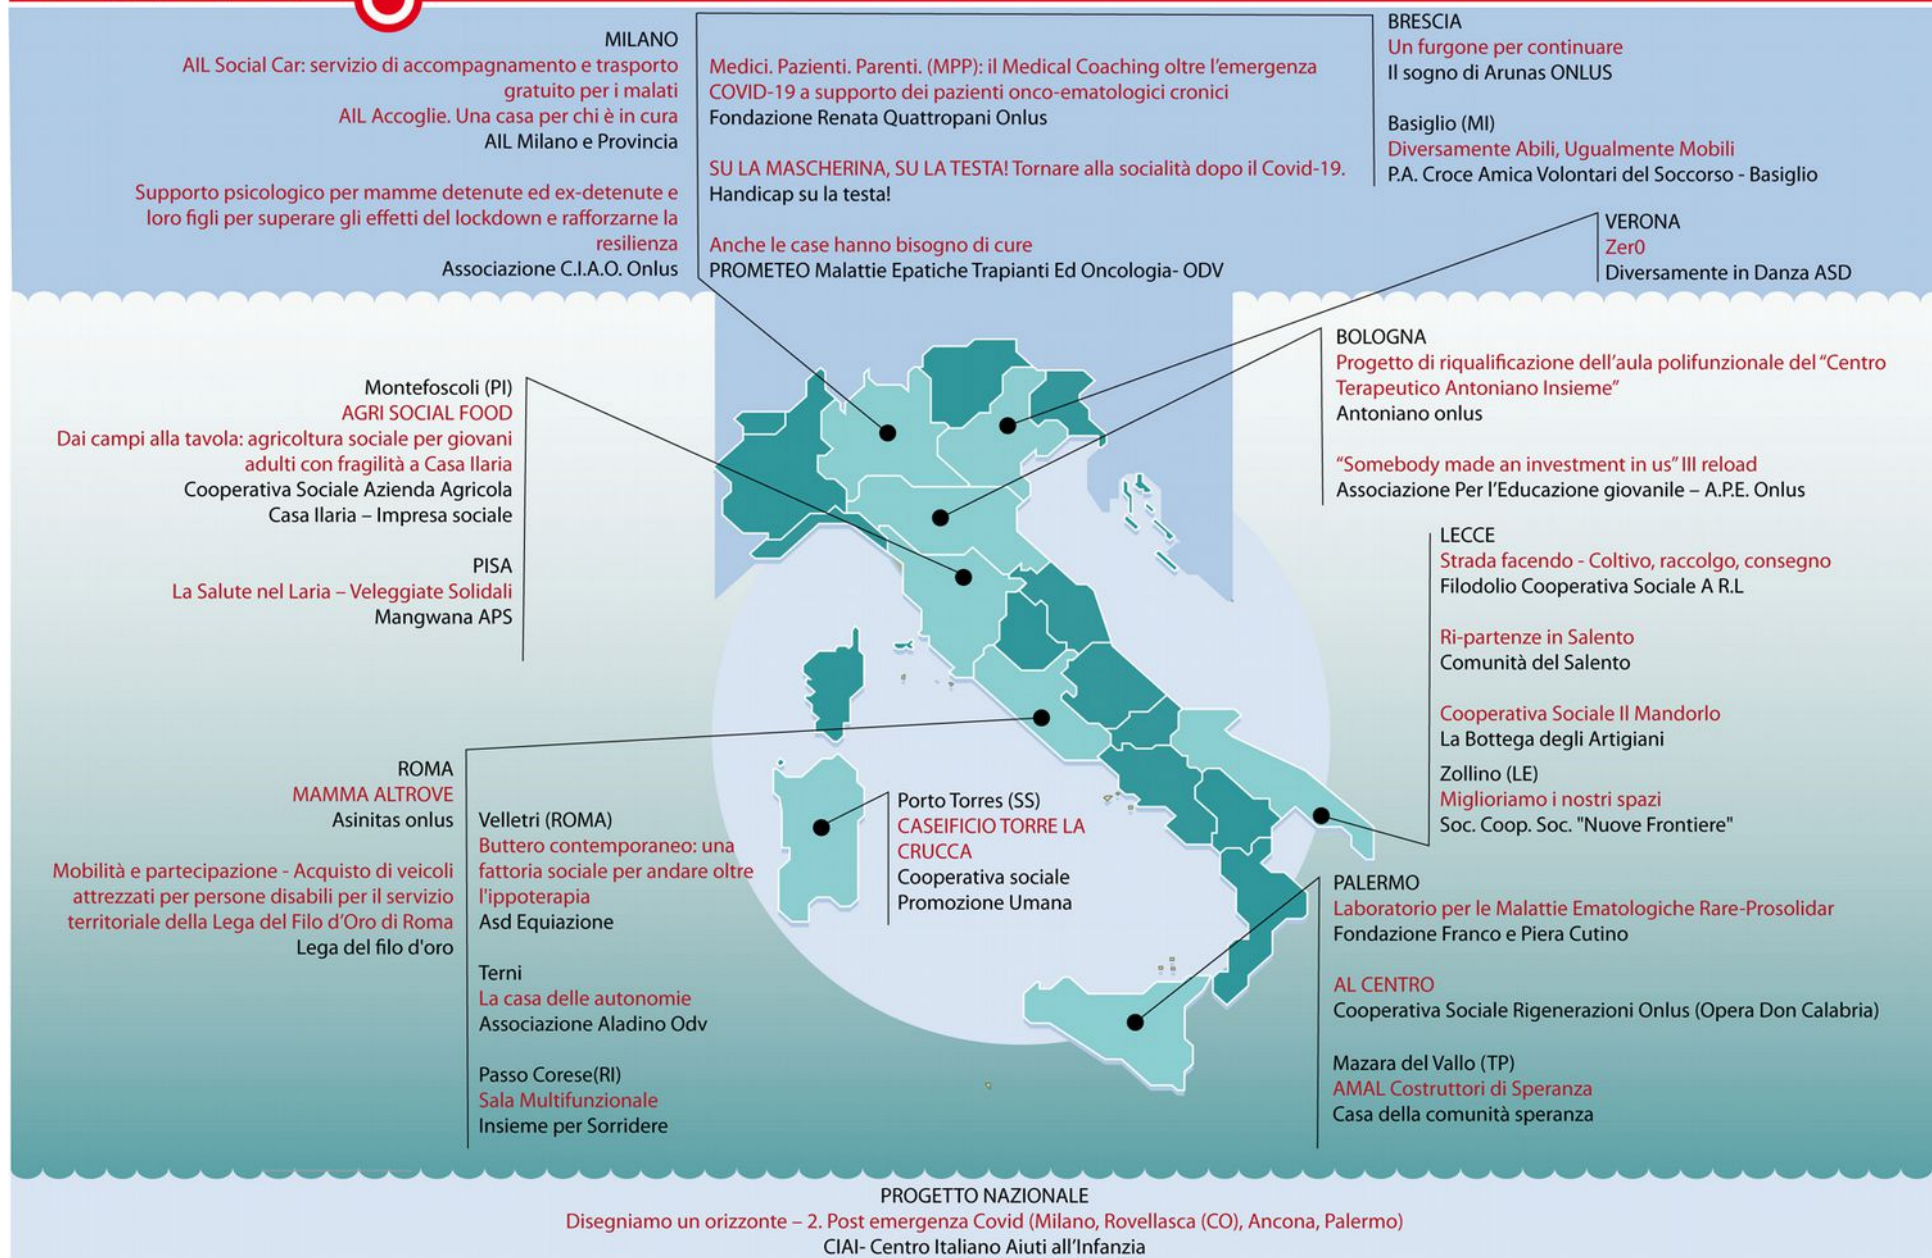 MILANO
AIL Social Car: servizio di accompagnamento e trasporto
gratuito per i malati
AIL Accoglie. Una casa per chi è in cura
AIL Milano e Provincia
Supporto psicologico per mamme detenute ed ex-detenute e
loro figli per superare gli effetti del lockdown e rafforzarne la
resilienza
Associazione C.I.A.O. Onlus
Medici. Pazienti. Parenti. (MPP): il Medical Coaching oltre l'emergenza
COVID-19 a supporto dei pazienti onco-ematologici cronici
Fondazione Renata Quattropani Onlus
SU LA MASCHERINA, SU LA TESTA! Tornare alla socialità dopo il Covid-19.
Handicap su la testa!
Anche le case hanno bisogno di cure
PROMETEO Malattie Epatiche Trapianti Ed Oncologia- ODV
BRESCIA
Un furgone per continuare
Il sogno di Arunas ONLUS
Basiglio (MI)
Diversamente Abili, Ugualmente Mobili
P.A. Croce Amica Volontari del Soccorso - Basiglio
VERONA
Zer0
Diversamente in Danza ASD
BOLOGNA
Progetto di riqualificazione dell'aula polifunzionale del "Centro
Terapeutico Antoniano Insieme"
Antoniano onlus
"Somebody made an investment in us" III reload
Associazione Per l'Educazione giovanile – A.P.E. Onlus
Montefoscoli (PI)
AGRI SOCIAL FOOD
Dai campi alla tavola: agricoltura sociale per giovani
adulti con fragilità a Casa Ilaria
Cooperativa Sociale Azienda Agricola
Casa Ilaria – Impresa sociale
PISA
La Salute nel Laria – Veleggiate Solidali
Mangwana APS
LECCE
Strada facendo - Coltivo, raccolgo, consegno
Filodolio Cooperativa Sociale A R.L
Ri-partenze in Salento
Comunità del Salento
Cooperativa Sociale Il Mandorlo
La Bottega degli Artigiani
Zollino (LE)
Miglioriamo i nostri spazi
Soc. Coop. Soc. "Nuove Frontiere"
ROMA
MAMMA ALTROVE
Asinitas onlus
Mobilità e partecipazione - Acquisto di veicoli
attrezzati per persone disabili per il servizio
territoriale della Lega del Filo d'Oro di Roma
Lega del filo d'oro
Velletri (ROMA)
Buttero contemporaneo: una
fattoria sociale per andare oltre
l'ippoterapia
Asd Equiazione
Terni
La casa delle autonomie
Associazione Aladino Odv
Passo Corese(RI)
Sala Multifunzionale
Insieme per Sorridere
Porto Torres (SS)
CASEIFICIO TORRE LA
CRUCCA
Cooperativa sociale
Promozione Umana
PALERMO
Laboratorio per le Malattie Ematologiche Rare-Prosolidar
Fondazione Franco e Piera Cutino
AL CENTRO
Cooperativa Sociale Rigenerazioni Onlus (Opera Don Calabria)
Mazara del Vallo (TP)
AMAL Costruttori di Speranza
Casa della comunità speranza
PROGETTO NAZIONALE
Disegniamo un orizzonte – 2. Post emergenza Covid (Milano, Rovellasca (CO), Ancona, Palermo)
CIAI- Centro Italiano Aiuti all'Infanzia